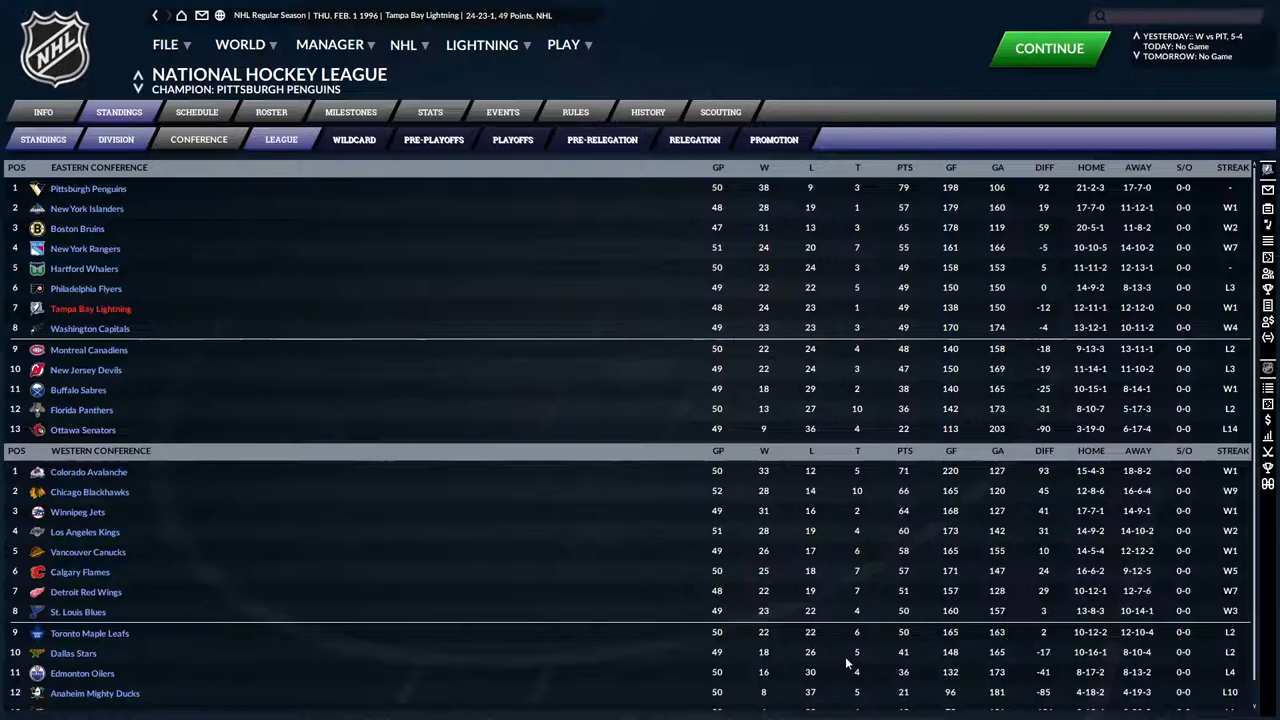 NHL Regular Season | THU. FEB. 1 1996 | Tampa Bay Lightning | 24-23-1, 49 Points, NHL
FILE WORLD MANAGER NHL LIGHTNING PLAY
CONTINUE
YESTERDAY:: W vs PIT, 5-4
TODAY: No Game
TOMORROW: No Game
NATIONAL HOCKEY LEAGUE
CHAMPION: PITTSBURGH PENGUINS
INFO STANDINGS SCHEDULE ROSTER MILESTONES STATS EVENTS RULES HISTORY SCOUTING
STANDINGS DIVISION CONFERENCE LEAGUE WILDCARD PRE-PLAYOFFS PLAYOFFS PRE-RELEGATION RELEGATION PROMOTION
POS EASTERN CONFERENCE GP W L T PTS GF GA DIFF HOME AWAY S/O STREAK
1 Pittsburgh Penguins 50 38 9 3 79 198 106 92 21-2-3 17-7-0 0-0 -
2 New York Islanders 48 28 19 1 57 179 160 19 17-7-0 11-12-1 0-0 W1
3 Boston Bruins 47 31 13 3 65 178 119 59 20-5-1 11-8-2 0-0 W2
4 New York Rangers 51 24 20 7 55 161 166 -5 10-10-5 14-10-2 0-0 W7
5 Hartford Whalers 50 23 24 3 49 158 153 5 11-11-2 12-13-1 0-0 -
6 Philadelphia Flyers 49 22 22 5 49 150 150 0 14-9-2 8-13-3 0-0 L3
7 Tampa Bay Lightning 48 24 23 1 49 138 150 -12 12-11-1 12-12-0 0-0 W1
8 Washington Capitals 49 23 23 3 49 170 174 -4 13-12-1 10-11-2 0-0 W4
9 Montreal Canadiens 50 22 24 4 48 140 158 -18 9-13-3 13-11-1 0-0 L2
10 New Jersey Devils 49 22 24 3 47 150 169 -19 11-14-1 11-10-2 0-0 L3
11 Buffalo Sabres 49 18 29 2 38 140 165 -25 10-15-1 8-14-1 0-0 W1
12 Florida Panthers 50 13 27 10 36 142 173 -31 8-10-7 5-17-3 0-0 L2
13 Ottawa Senators 49 9 36 4 22 113 203 -90 3-19-0 6-17-4 0-0 L14
POS WESTERN CONFERENCE GP W L T PTS GF GA DIFF HOME AWAY S/O STREAK
1 Colorado Avalanche 50 33 12 5 71 220 127 93 15-4-3 18-8-2 0-0 W1
2 Chicago Blackhawks 52 28 14 10 66 165 120 45 12-8-6 16-6-4 0-0 W9
3 Winnipeg Jets 49 31 16 2 64 168 127 41 17-7-1 14-9-1 0-0 W1
4 Los Angeles Kings 51 28 19 4 60 173 142 31 14-9-2 14-10-2 0-0 W2
5 Vancouver Canucks 49 26 17 6 58 165 155 10 14-5-4 12-12-2 0-0 W1
6 Calgary Flames 50 25 18 7 57 171 147 24 16-6-2 9-12-5 0-0 W5
7 Detroit Red Wings 48 22 19 7 51 157 128 29 10-12-1 12-7-6 0-0 W7
8 St. Louis Blues 49 23 22 4 50 160 157 3 13-8-3 10-14-1 0-0 W3
9 Toronto Maple Leafs 50 22 22 6 50 165 163 2 10-12-2 12-10-4 0-0 L2
10 Dallas Stars 49 18 26 5 41 148 165 -17 10-16-1 8-10-4 0-0 L2
11 Edmonton Oilers 50 16 30 4 36 132 173 -41 8-17-2 8-13-2 0-0 L4
12 Anaheim Mighty Ducks 50 8 37 5 21 96 181 -85 4-18-2 4-19-3 0-0 L10